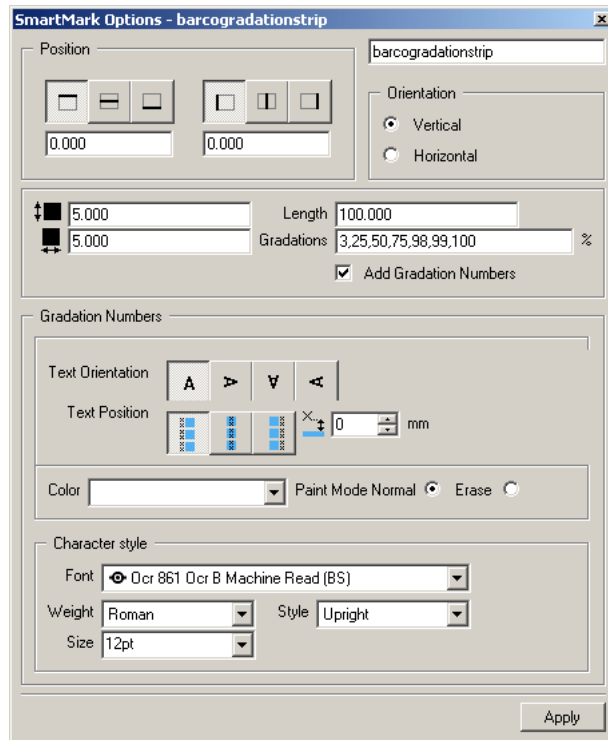 SmartMark Options - barcogradationstrip
Position
barcogradationstrip
Orientation
Vertical
Horizontal
0.000 0.000
5.000 Length 100.000
5.000 Gradations 3,25,50,75,98,99,100 %
Add Gradation Numbers
Gradation Numbers
Text Orientation A A A A
Text Position X.. 0 mm
Color Paint Mode Normal Erase
Character style
Font Ocr 861 Ocr B Machine Read (BS)
Weight Roman Style Upright
Size 12pt
Apply